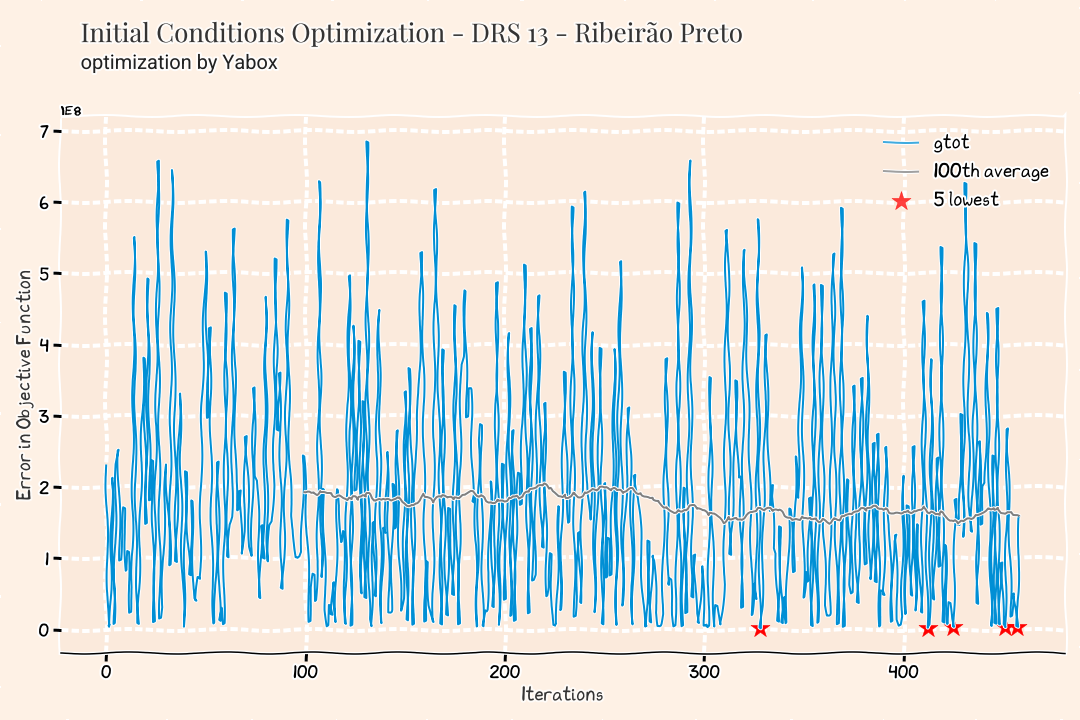 Initial Conditions Optimization - DRS 13 - Ribeirão Preto
optimization by Yabox
1E8
7
6
5
4
3
2
1
0
Error in Objective Function
gtot
100th average
5 lowest
0 100 200 300 400
Iterations